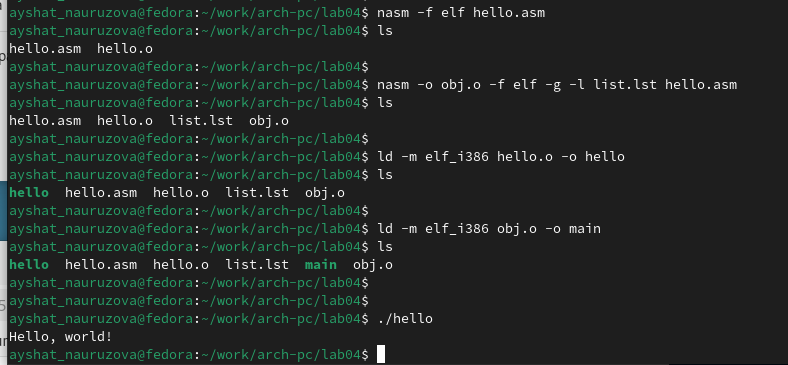 ayshat_nauruzova@fedora:~/work/arch-pc/lab04$ nasm -f elf hello.asm
ayshat_nauruzova@fedora:~/work/arch-pc/lab04$ ls
hello.asm  hello.o
ayshat_nauruzova@fedora:~/work/arch-pc/lab04$
ayshat_nauruzova@fedora:~/work/arch-pc/lab04$ nasm -o obj.o -f elf -g -l list.lst hello.asm
ayshat_nauruzova@fedora:~/work/arch-pc/lab04$ ls
hello.asm  hello.o  list.lst  obj.o
ayshat_nauruzova@fedora:~/work/arch-pc/lab04$
ayshat_nauruzova@fedora:~/work/arch-pc/lab04$ ld -m elf_i386 hello.o -o hello
ayshat_nauruzova@fedora:~/work/arch-pc/lab04$ ls
hello  hello.asm  hello.o  list.lst  obj.o
ayshat_nauruzova@fedora:~/work/arch-pc/lab04$
ayshat_nauruzova@fedora:~/work/arch-pc/lab04$ ld -m elf_i386 obj.o -o main
ayshat_nauruzova@fedora:~/work/arch-pc/lab04$ ls
hello  hello.asm  hello.o  list.lst  main  obj.o
ayshat_nauruzova@fedora:~/work/arch-pc/lab04$
ayshat_nauruzova@fedora:~/work/arch-pc/lab04$
ayshat_nauruzova@fedora:~/work/arch-pc/lab04$ ./hello
Hello, world!
ayshat_nauruzova@fedora:~/work/arch-pc/lab04$